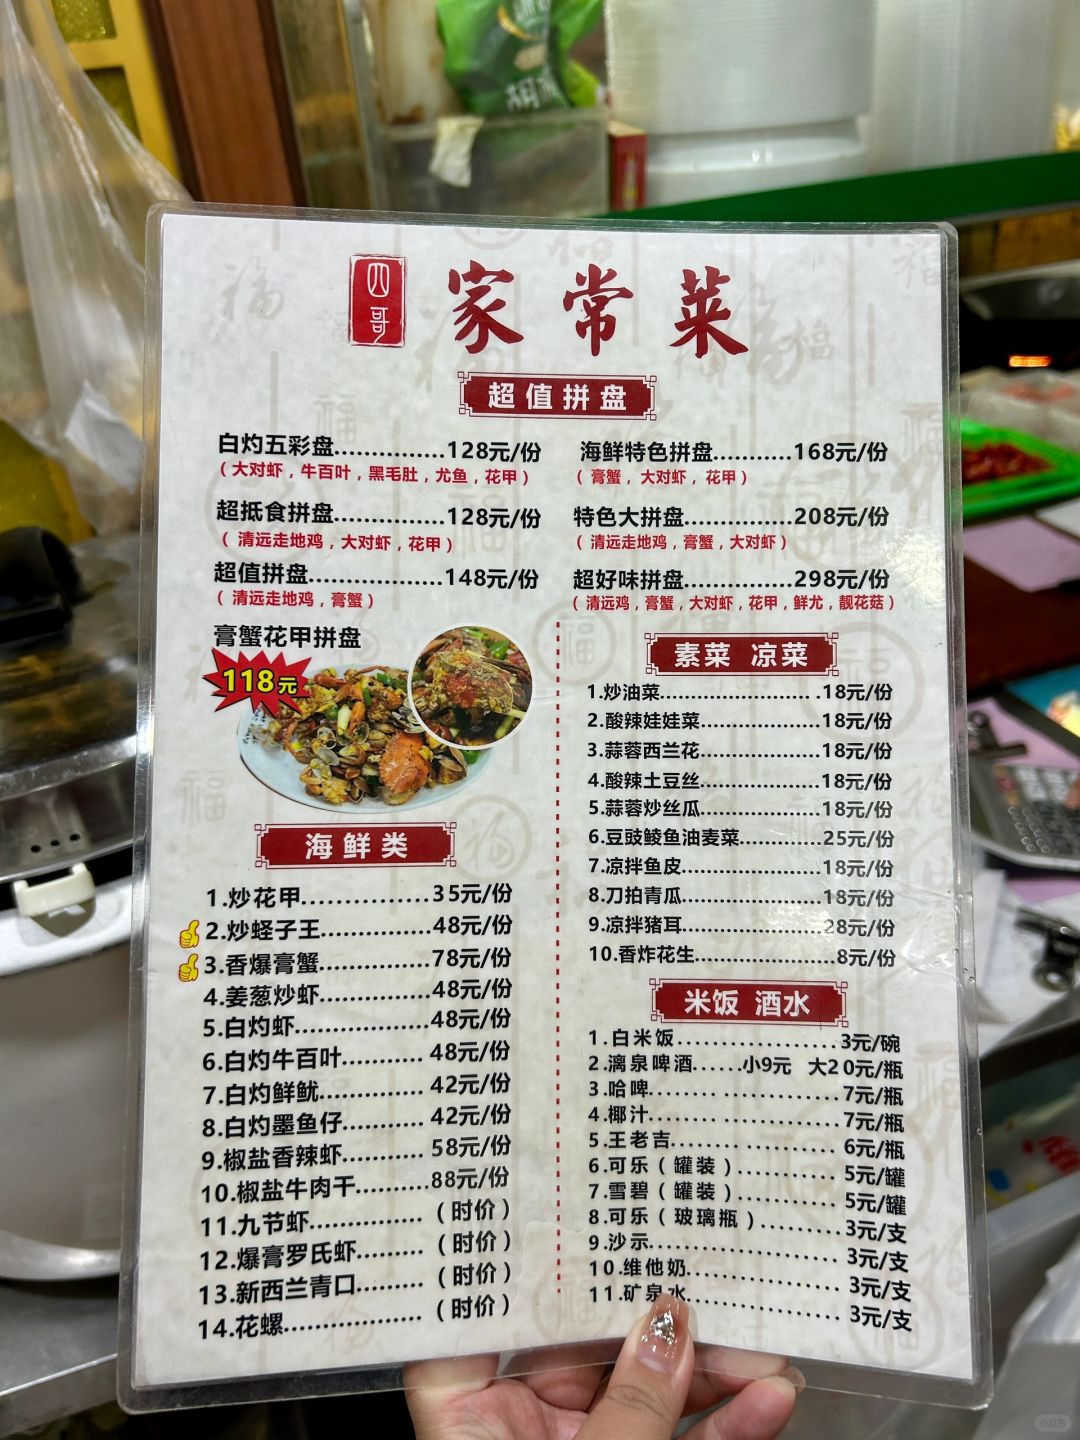 四哥
家常菜
超值拼盘
白灼五彩盘...............128元/份
（大对虾，牛百叶，黑毛肚，尤鱼，花甲）
超抵食拼盘...............128元/份
（清远走地鸡，大对虾，花甲）
超值拼盘..................148元/份
（清远走地鸡，膏蟹）
海鲜特色拼盘...........168元/份
（膏蟹，大对虾，花甲）
特色大拼盘...............208元/份
（清远走地鸡，膏蟹，大对虾）
超好味拼盘...............298元/份
（清远鸡，膏蟹，大对虾，花甲，鲜尤，靓花菇）
膏蟹花甲拼盘
118元
海鲜类
1.炒花甲................35元/份
2.炒蛏子王...............48元/份
3.香爆膏蟹...............78元/份
4.姜葱炒虾...............48元/份
5.白灼虾..................48元/份
6.白灼牛百叶...........48元/份
7.白灼鲜鱿..............42元/份
8.白灼墨鱼仔...........42元/份
9.椒盐香辣虾...........58元/份
10.椒盐牛肉干..........88元/份
11.九节虾...............（时价）
12.爆膏罗氏虾.........（时价）
13.新西兰青口.........（时价）
14.花螺..................（时价）
素菜 凉菜
1.炒油菜........................18元/份
2.酸辣娃娃菜..................18元/份
3.蒜蓉西兰花..................18元/份
4.酸辣土豆丝..................18元/份
5.蒜蓉炒丝瓜..................18元/份
6.豆豉鲮鱼油麦菜............25元/份
7.凉拌鱼皮.....................18元/份
8.刀拍青瓜.....................18元/份
9.凉拌猪耳.....................28元/份
10.香炸花生.....................8元/份
米饭 酒水
1.白米饭....................3元/碗
2.漓泉啤酒......小9元 大20元/瓶
3.哈啤........................7元/瓶
4.椰汁........................7元/瓶
5.王老吉....................6元/瓶
6.可乐（罐装）............5元/罐
7.雪碧（罐装）............5元/罐
8.可乐（玻璃瓶）.........3元/支
9.沙示........................3元/支
10.维他奶...................3元/支
11.矿泉水...................3元/支
小红书